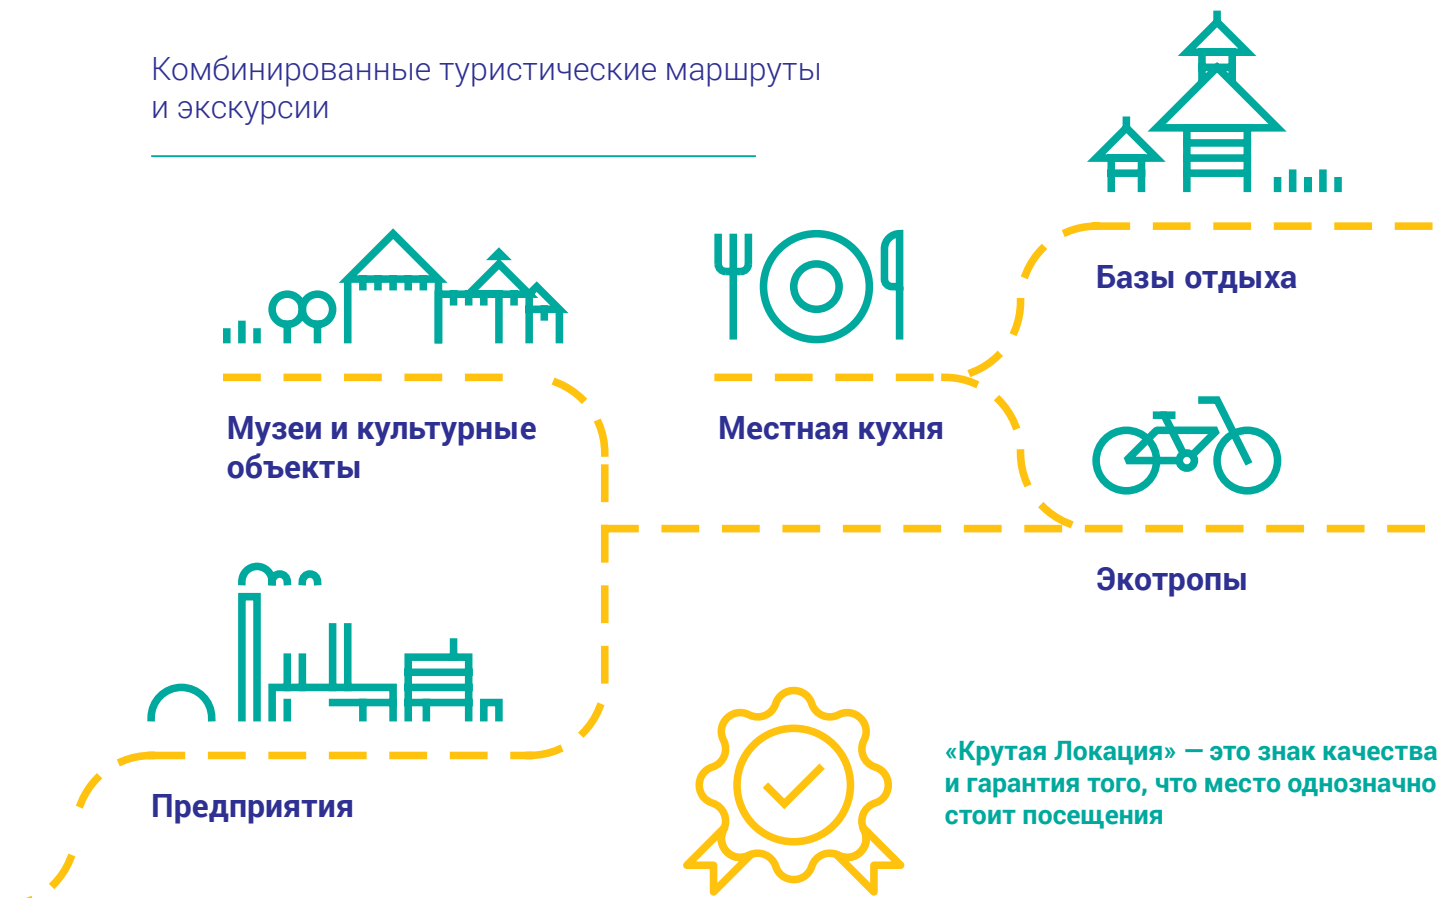 Комбинированные туристические маршруты
и экскурсии
Базы отдыха
Музеи и культурные
объекты
Местная кухня
Экотропы
Предприятия
«Крутая Локация» — это знак качества
и гарантия того, что место однозначно
стоит посещения